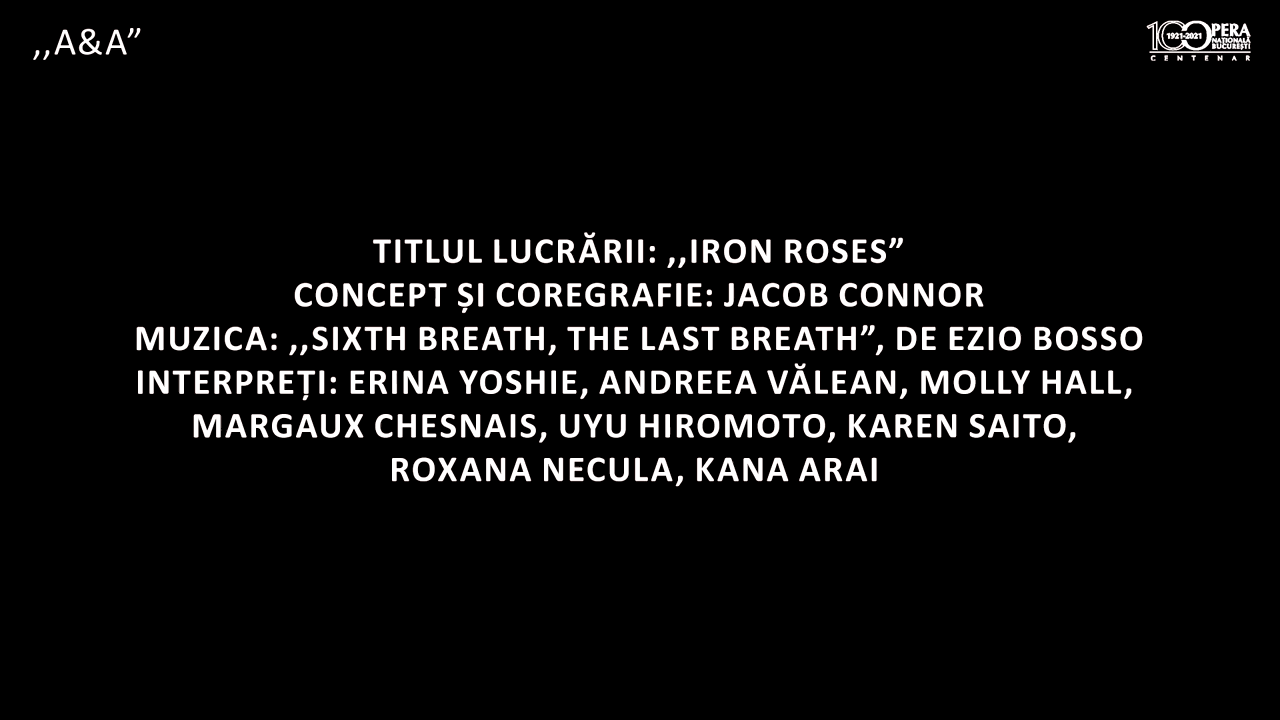 ,,A&A”
100 OPERA
1921-2021 NAȚIONALĂ
BUCUREȘTI
CENTENAR
TITLUL LUCRĂRII: ,,IRON ROSES”
CONCEPT ȘI COREGRAFIE: JACOB CONNOR
MUZICA: ,,SIXTH BREATH, THE LAST BREATH”, DE EZIO BOSSO
INTERPREȚI: ERINA YOSHIE, ANDREEA VĂLEAN, MOLLY HALL,
MARGAUX CHESNAIS, UYU HIROMOTO, KAREN SAITO,
ROXANA NECULA, KANA ARAI